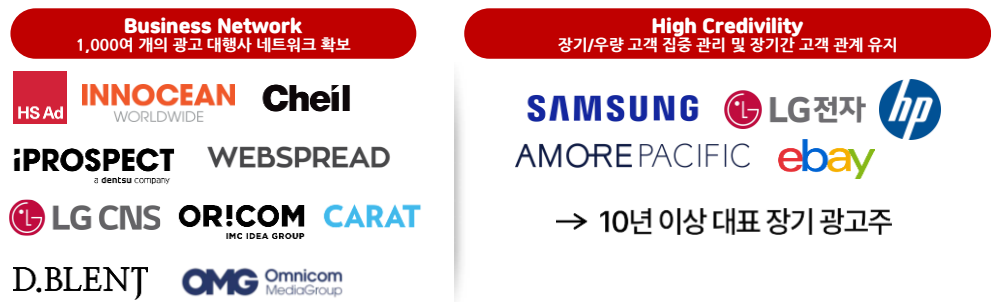 Business Network
1,000여 개의 광고 대행사 네트워크 확보
HS Ad
INNOCEAN
WORLDWIDE
Cheil
iPROSPECT
a dentsu company
WEBSPREAD
LG CNS
OR!COM
IMC IDEA GROUP
CARAT
D.BLENT
OMG Omnicom
MediaGroup
High Credivility
장기/우량 고객 집중 관리 및 장기간 고객 관계 유지
SAMSUNG
LG전자
hp
AMOREPACIFIC
ebay
→ 10년 이상 대표 장기 광고주